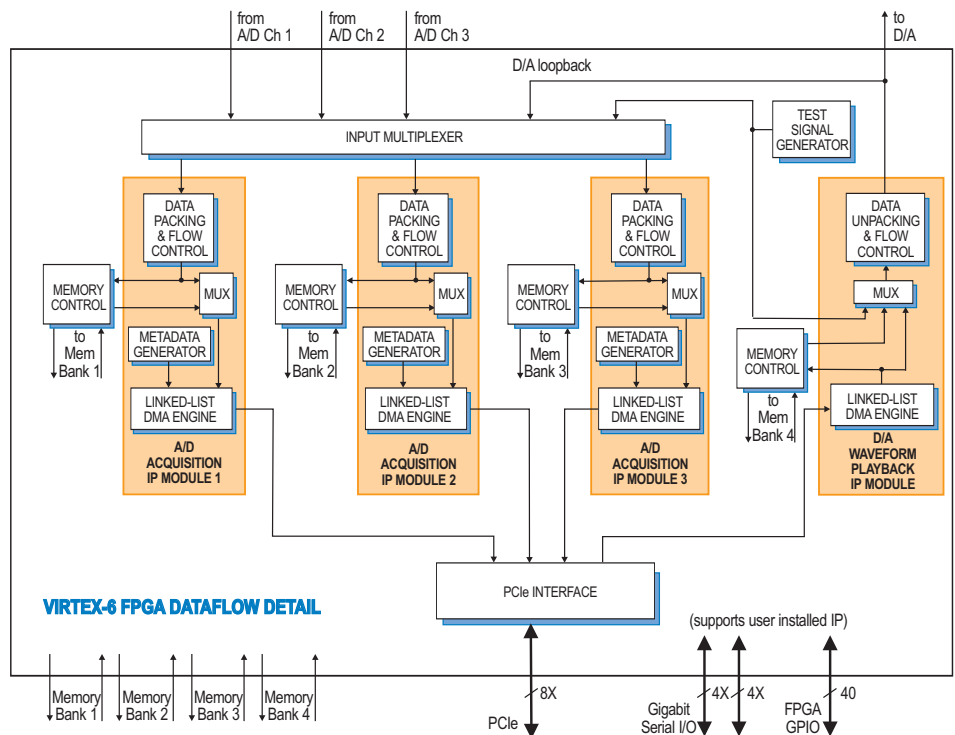 from
A/D Ch 1
from
A/D Ch 2
from
A/D Ch 3
to
D/A
D/A loopback
INPUT MULTIPLEXER
TEST
SIGNAL
GENERATOR
DATA
PACKING
& FLOW
CONTROL
MUX
MEMORY
CONTROL
to
Mem
Bank 1
METADATA
GENERATOR
LINKED-LIST
DMA ENGINE
A/D
ACQUISITION
IP MODULE 1
DATA
PACKING
& FLOW
CONTROL
MUX
MEMORY
CONTROL
to
Mem
Bank 2
METADATA
GENERATOR
LINKED-LIST
DMA ENGINE
A/D
ACQUISITION
IP MODULE 2
DATA
PACKING
& FLOW
CONTROL
MUX
MEMORY
CONTROL
to
Mem
Bank 3
METADATA
GENERATOR
LINKED-LIST
DMA ENGINE
A/D
ACQUISITION
IP MODULE 3
DATA
UNPACKING
& FLOW
CONTROL
MUX
MEMORY
CONTROL
to
Mem
Bank 4
LINKED-LIST
DMA ENGINE
D/A
WAVEFORM
PLAYBACK
IP MODULE
PCIe INTERFACE
VIRTEX-6 FPGA DATAFLOW DETAIL
(supports user installed IP)
Memory
Bank 1
Memory
Bank 2
Memory
Bank 3
Memory
Bank 4
8X
PCIe
4X
4X
Gigabit
Serial I/O
40
FPGA
GPIO